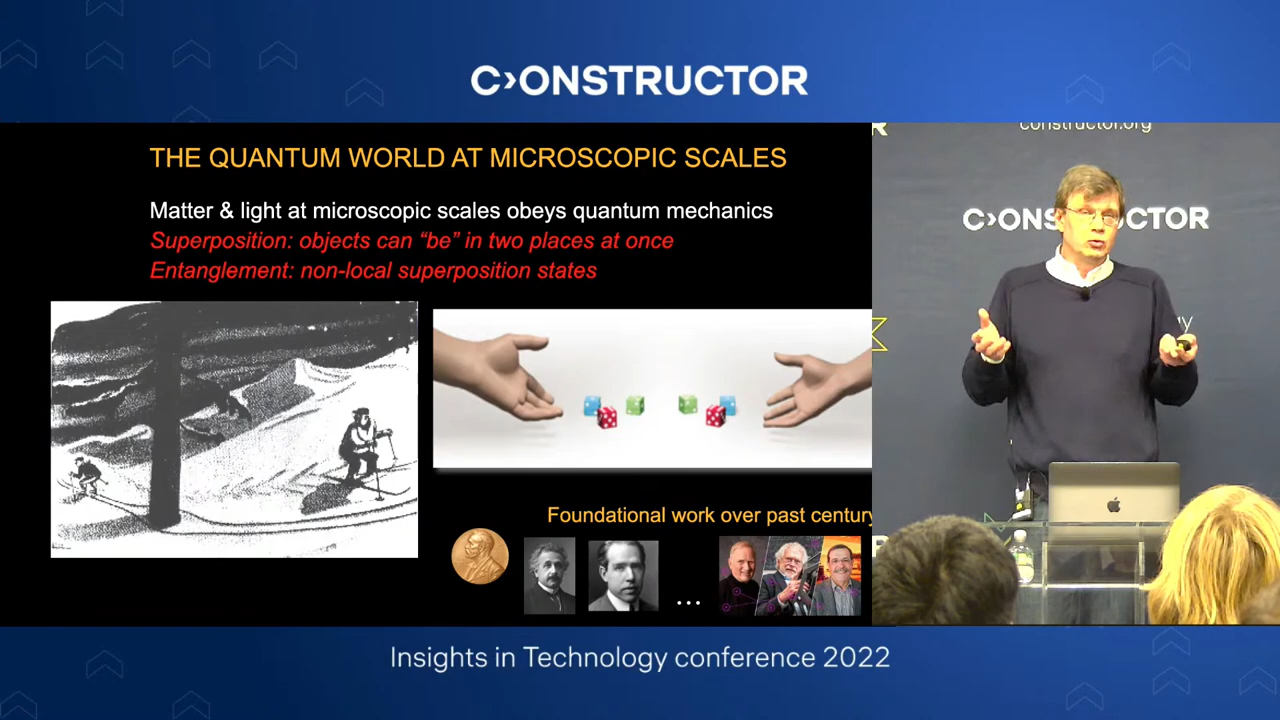 C›ONSTRUCTOR
THE QUANTUM WORLD AT MICROSCOPIC SCALES
Matter & light at microscopic scales obeys quantum mechanics
Superposition: objects can “be” in two places at once
Entanglement: non-local superposition states
Foundational work over past century
...
constructor.org
C›ONS UCTOR
Insights in Technology conference 2022